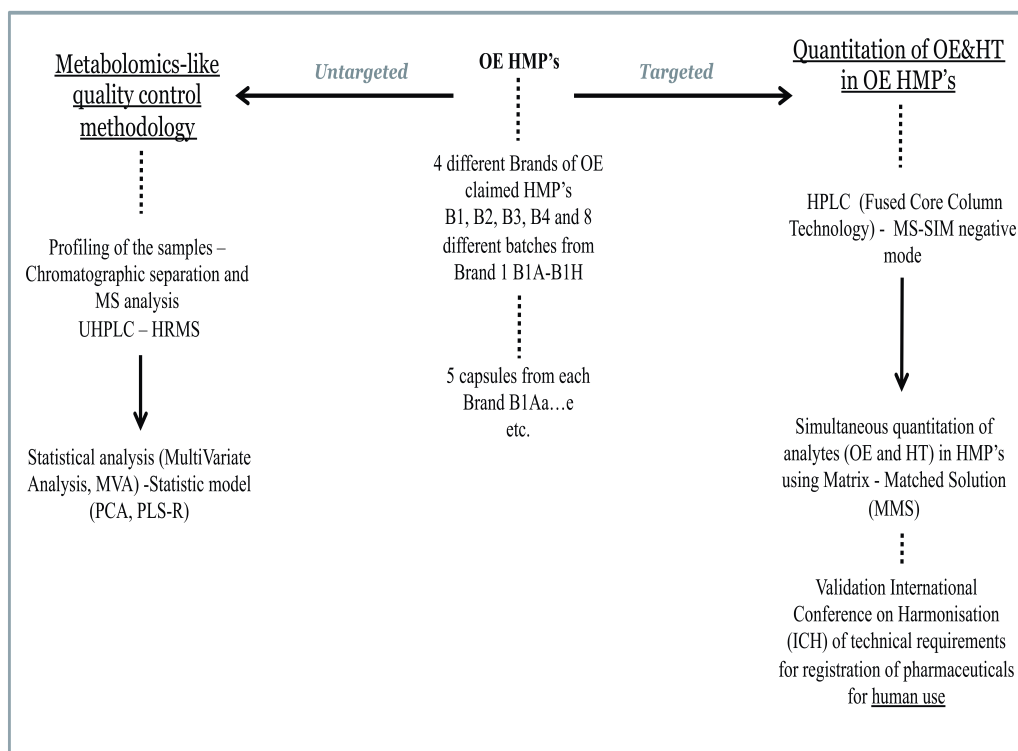 Metabolomics-like
quality control
methodology
Profiling of the samples –
Chromatographic separation and
MS analysis
UHPLC – HRMS
Statistical analysis (MultiVariate
Analysis, MVA) -Statistic model
(PCA, PLS-R)
Untargeted
OE HMP's
Targeted
4 different Brands of OE
claimed HMP's
B1, B2, B3, B4 and 8
different batches from
Brand 1 B1A-B1H
5 capsules from each
Brand B1Aa…e
etc.
Quantitation of OE&HT
in OE HMP's
HPLC (Fused Core Column
Technology) - MS-SIM negative
mode
Simultaneous quantitation of
analytes (OE and HT) in HMP's
using Matrix - Matched Solution
(MMS)
Validation International
Conference on Harmonisation
(ICH) of technical requirements
for registration of pharmaceuticals
for human use